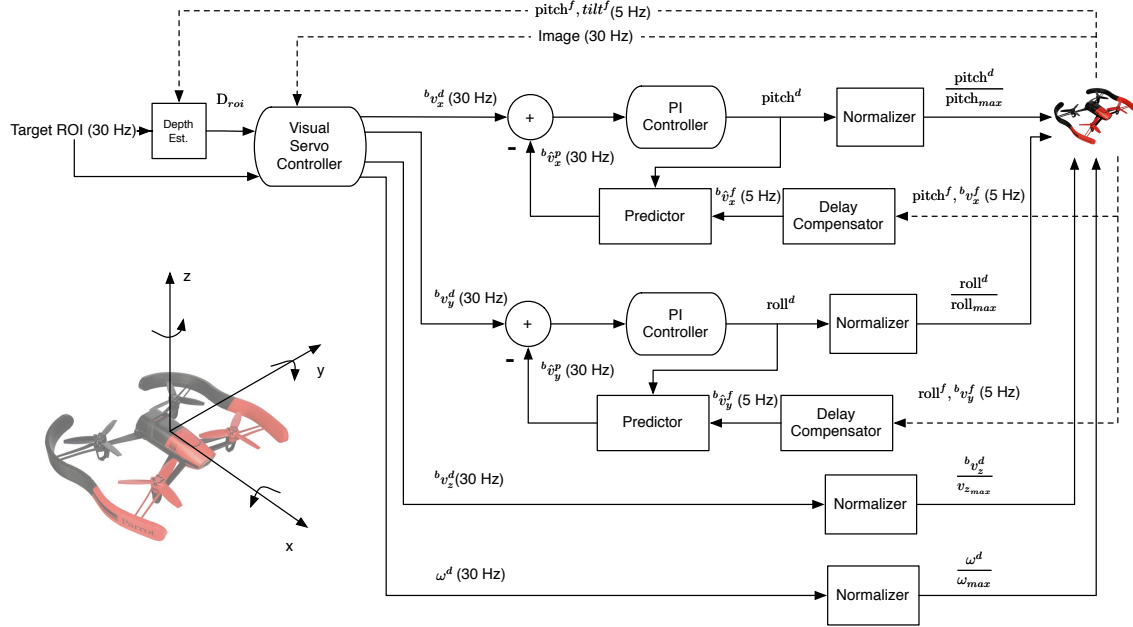 pitch^f, tilt^f (5 Hz)
Image (30 Hz)
Target ROI (30 Hz)
Depth
Est.
D_roi
Visual
Servo
Controller
^b v_x^d (30 Hz)
+
-
PI
Controller
pitch^d
Normalizer
pitch^d
pitch_max
^b v̂_x^p (30 Hz)
Predictor
^b v̂_x^f (5 Hz)
Delay
Compensator
pitch^f, ^b v_x^f (5 Hz)
^b v_y^d (30 Hz)
+
-
PI
Controller
roll^d
Normalizer
roll^d
roll_max
^b v̂_y^p (30 Hz)
Predictor
^b v̂_y^f (5 Hz)
Delay
Compensator
roll^f, ^b v_y^f (5 Hz)
^b v_z^d (30 Hz)
Normalizer
^b v_z^d
v_z_max
ω^d (30 Hz)
Normalizer
ω^d
ω_max
z
y
x
Parrot